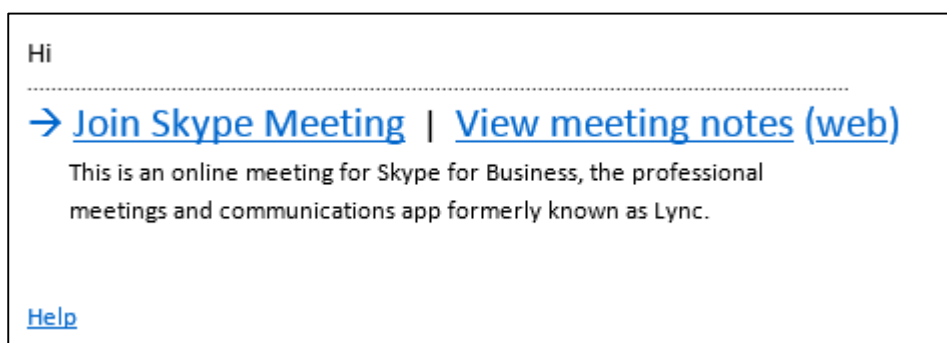 Hi
→ Join Skype Meeting | View meeting notes (web)
This is an online meeting for Skype for Business, the professional
meetings and communications app formerly known as Lync.
Help